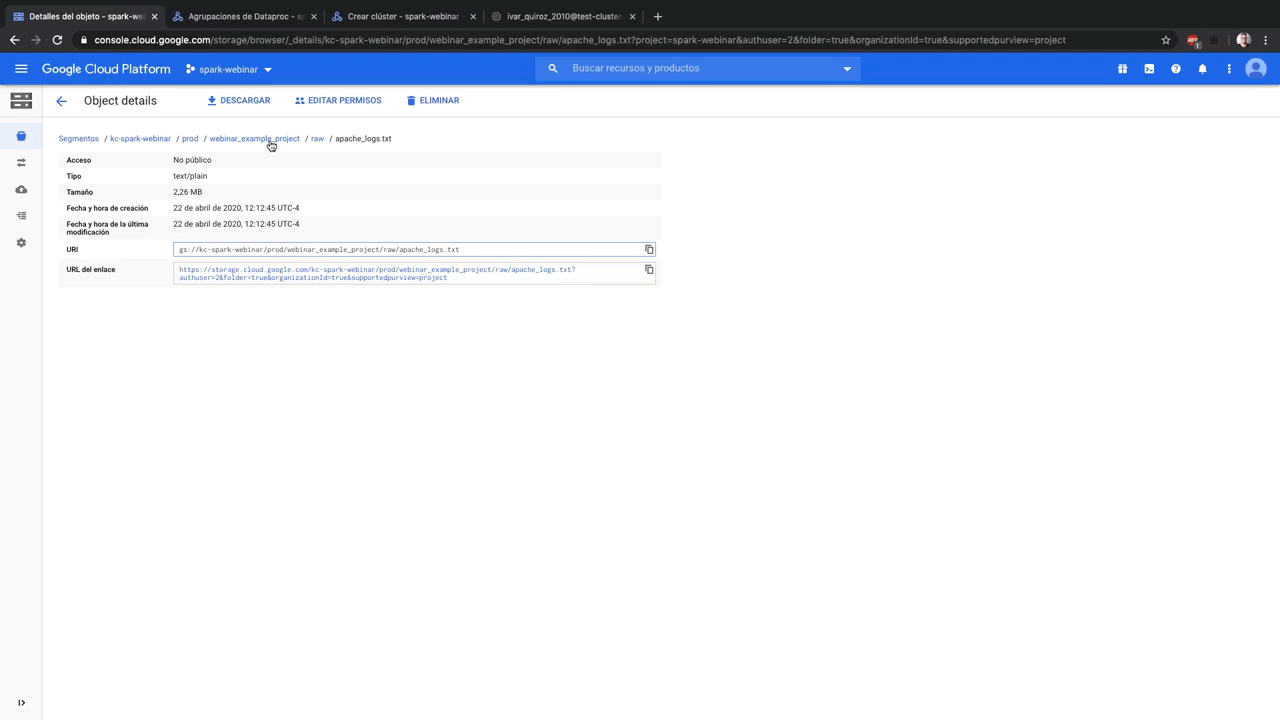 Detalles del objeto - spark-we
Agrupaciones de Dataproc - sp
Crear clúster - spark-webinar
ivar_quiroz_2010@test-cluster
console.cloud.google.com/storage/browser/_details/kc-spark-webinar/prod/webinar_example_project/raw/apache_logs.txt?project=spark-webinar&authuser=2&folder=true&organizationId=true&supportedpurview=project
Google Cloud Platform
spark-webinar
Buscar recursos y productos
Object details
DESCARGAR
EDITAR PERMISOS
ELIMINAR
Segmentos / kc-spark-webinar / prod / webinar_example_project / raw / apache_logs.txt
Acceso No público
Tipo text/plain
Tamaño 2,26 MB
Fecha y hora de creación 22 de abril de 2020, 12:12:45 UTC-4
Fecha y hora de la última modificación 22 de abril de 2020, 12:12:45 UTC-4
URI gs://kc-spark-webinar/prod/webinar_example_project/raw/apache_logs.txt
URL del enlace https://storage.cloud.google.com/kc-spark-webinar/prod/webinar_example_project/raw/apache_logs.txt?
authuser=2&folder=true&organizationId=true&supportedpurview=project